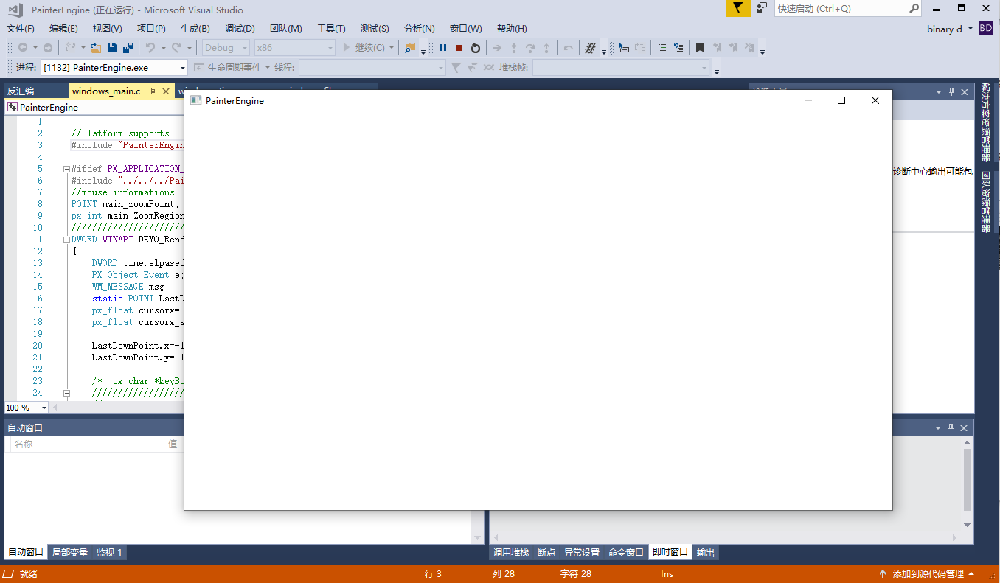 PainterEngine (正在运行) - Microsoft Visual Studio
快速启动 (Ctrl+Q)
文件(F) 编辑(E) 视图(V) 项目(P) 生成(B) 调试(D) 团队(M) 工具(T) 测试(S) 分析(N) 窗口(W) 帮助(H)
binary d BD
Debug x86 继续(C)
进程: [1132] PainterEngine.exe 生命周期事件 线程: 堆栈帧:
反汇编 windows_main.c
PainterEngine
PainterEngine
1
2 //Platform supports
3 #include "PainterEngin
4
5 #ifdef PX_APPLICATION_
6 #include "../../../Pai
7 //mouse informations
8 POINT main_zoomPoint;
9 px_int main_ZoomRegion
10 //////////////////////
11 DWORD WINAPI DEMO_Rend
12 {
13 DWORD time,elpased
14 PX_Object_Event e;
15 WM_MESSAGE msg;
16 static POINT LastD
17 px_float cursorx=-
18 px_float cursorx_s
19
20 LastDownPoint.x=-1
21 LastDownPoint.y=-1
22
23 /* px_char *keyBo
24 //////////////////
100 %
诊断中心输出可能包
解决方案资源管理器
团队资源管理器
自动窗口
名称 值
自动窗口 局部变量 监视 1
调用堆栈 断点 异常设置 命令窗口 即时窗口 输出
就绪 行 3 列 28 字符 28 Ins 添加到源代码管理